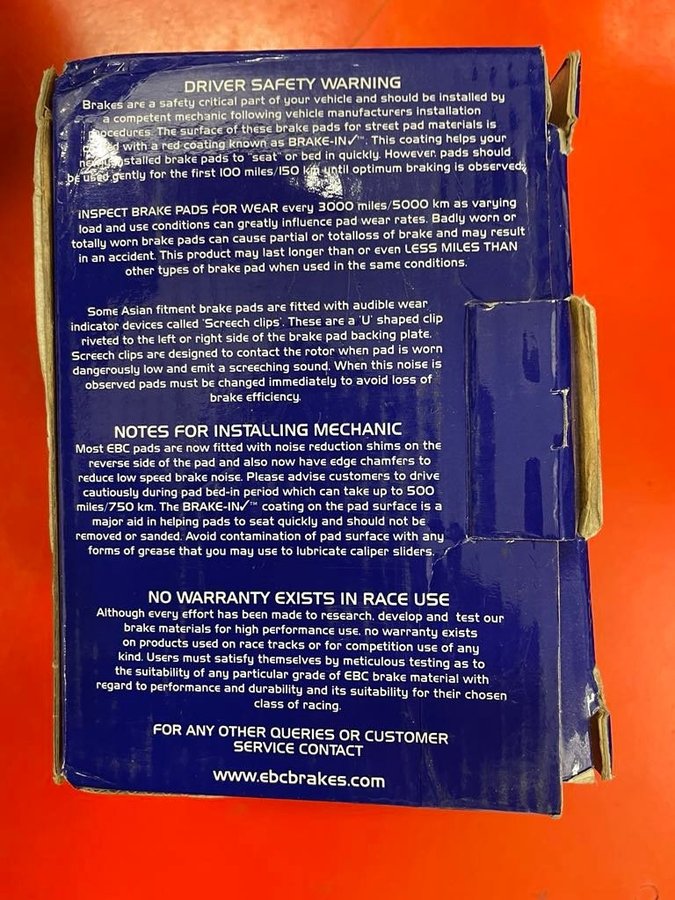 DRIVER SAFETY WARNING
Brakes are a safety critical part of your vehicle and should be installed by
a competent mechanic following vehicle manufacturers installation
procedures. The surface of these brake pads for street pad materials is
with a red coating known as BRAKE-IN✓™. This coating helps your
newly installed brake pads to "seat" or bed in quickly. However, pads should
be used gently for the first 100 miles/150 km until optimum braking is observed.
INSPECT BRAKE PADS FOR WEAR every 3000 miles/5000 km as varying
load and use conditions can greatly influence pad wear rates. Badly worn or
totally worn brake pads can cause partial or totalloss of brake and may result
in an accident. This product may last longer than or even LESS MILES THAN
other types of brake pad when used in the same conditions.
Some Asian fitment brake pads are fitted with audible wear
indicator devices called 'Screech clips'. These are a 'U' shaped clip
riveted to the left or right side of the brake pad backing plate.
Screech clips are designed to contact the rotor when pad is worn
dangerously low and emit a screeching sound. When this noise is
observed pads must be changed immediately to avoid loss of
brake efficiency.
NOTES FOR INSTALLING MECHANIC
Most EBC pads are now fitted with noise reduction shims on the
reverse side of the pad and also now have edge chamfers to
reduce low speed brake noise. Please advise customers to drive
cautiously during pad bed-in period which can take up to 500
miles/750 km. The BRAKE-IN✓™ coating on the pad surface is a
major aid in helping pads to seat quickly and should not be
removed or sanded. Avoid contamination of pad surface with any
forms of grease that you may use to lubricate caliper sliders.
NO WARRANTY EXISTS IN RACE USE
Although every effort has been made to research, develop and test our
brake materials for high performance use, no warranty exists
on products used on race tracks or for competition use of any
kind. Users must satisfy themselves by meticulous testing as to
the suitability of any particular grade of EBC brake material with
regard to performance and durability and its suitability for their chosen
class of racing.
FOR ANY OTHER QUERIES OR CUSTOMER
SERVICE CONTACT
www.ebcbrakes.com